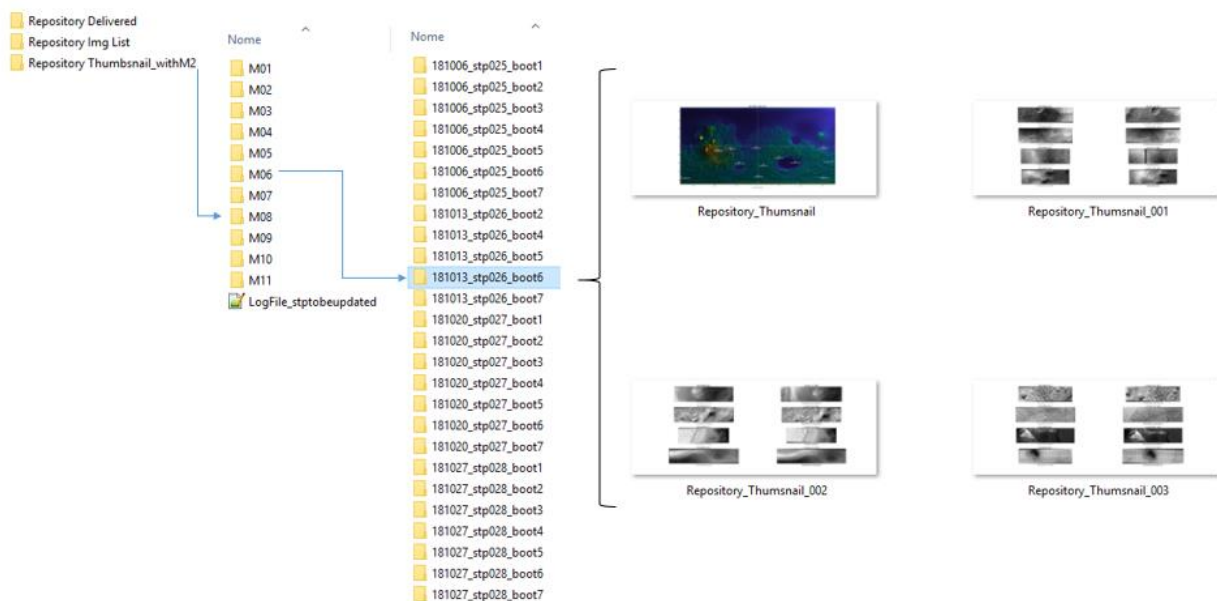 Repository Delivered
Repository Img List
Repository Thumbsnail_withM2
Nome
M01
M02
M03
M04
M05
M06
M07
M08
M09
M10
M11
LogFile_stptobeupdated
Nome
181006_stp025_boot1
181006_stp025_boot2
181006_stp025_boot3
181006_stp025_boot4
181006_stp025_boot5
181006_stp025_boot6
181006_stp025_boot7
181013_stp026_boot2
181013_stp026_boot4
181013_stp026_boot5
181013_stp026_boot6
181013_stp026_boot7
181020_stp027_boot1
181020_stp027_boot2
181020_stp027_boot3
181020_stp027_boot4
181020_stp027_boot5
181020_stp027_boot6
181020_stp027_boot7
181027_stp028_boot1
181027_stp028_boot2
181027_stp028_boot3
181027_stp028_boot4
181027_stp028_boot5
181027_stp028_boot6
181027_stp028_boot7
Repository_Thumsnail
Repository_Thumsnail_001
Repository_Thumsnail_002
Repository_Thumsnail_003